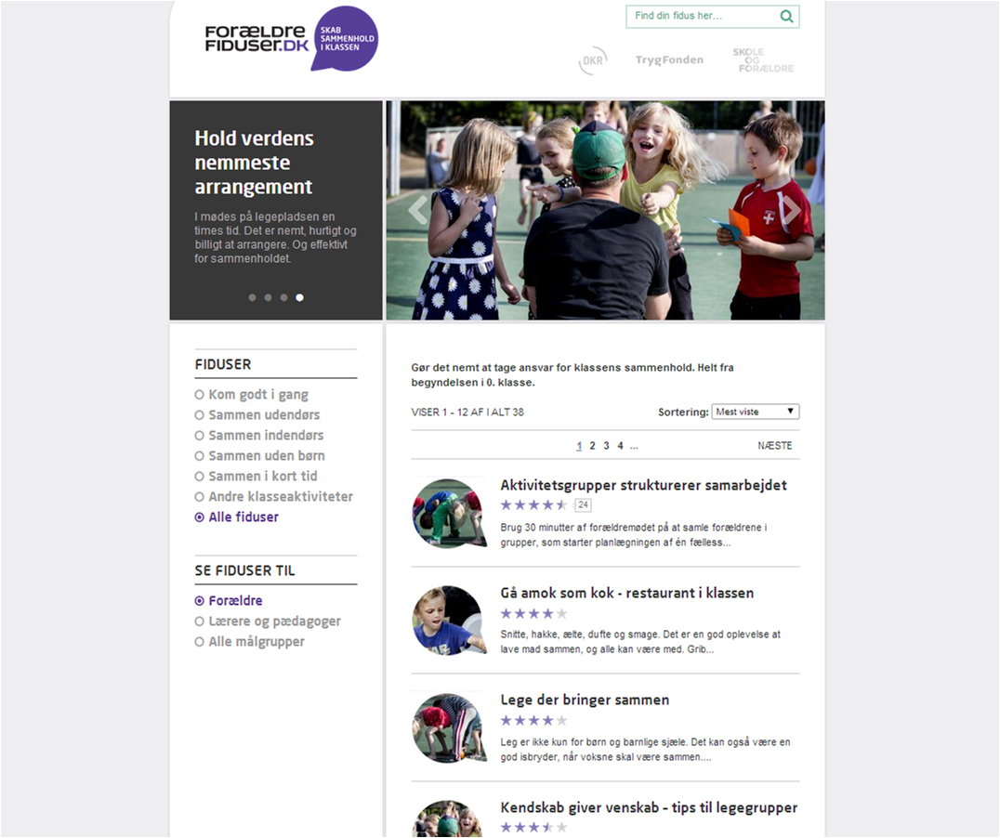 FORÆLDRE
FIDUSER.DK
SKAB
SAMMENHOLD
I KLASSEN
Find din fidus her...
DKR
TrygFonden
SKOLE
OG
FORÆLDRE
Hold verdens
nemmeste
arrangement
I mødes på legepladsen en
times tid. Det er nemt, hurtigt og
billigt at arrangere. Og effektivt
for sammenholdet.
FIDUSER
Kom godt i gang
Sammen udendørs
Sammen indendørs
Sammen uden børn
Sammen i kort tid
Andre klasseaktiviteter
Alle fiduser
SE FIDUSER TIL
Forældre
Lærere og pædagoger
Alle målgrupper
Gør det nemt at tage ansvar for klassens sammenhold. Helt fra
begyndelsen i 0. klasse.
VISER 1 - 12 AF I ALT 38
Sortering: Mest viste
1 2 3 4 ... NÆSTE
Aktivitetsgrupper strukturerer samarbejdet
24
Brug 30 minutter af forældremødet på at samle forældrene i
grupper, som starter planlægningen af én fælless...
Gå amok som kok - restaurant i klassen
Snitte, hakke, ælte, dufte og smage. Det er en god oplevelse at
lave mad sammen, og alle kan være med. Grib...
Lege der bringer sammen
Leg er ikke kun for børn og barnlige sjæle. Det kan også være en
god isbryder, når voksne skal være sammen....
Kendskab giver venskab - tips til legegrupper